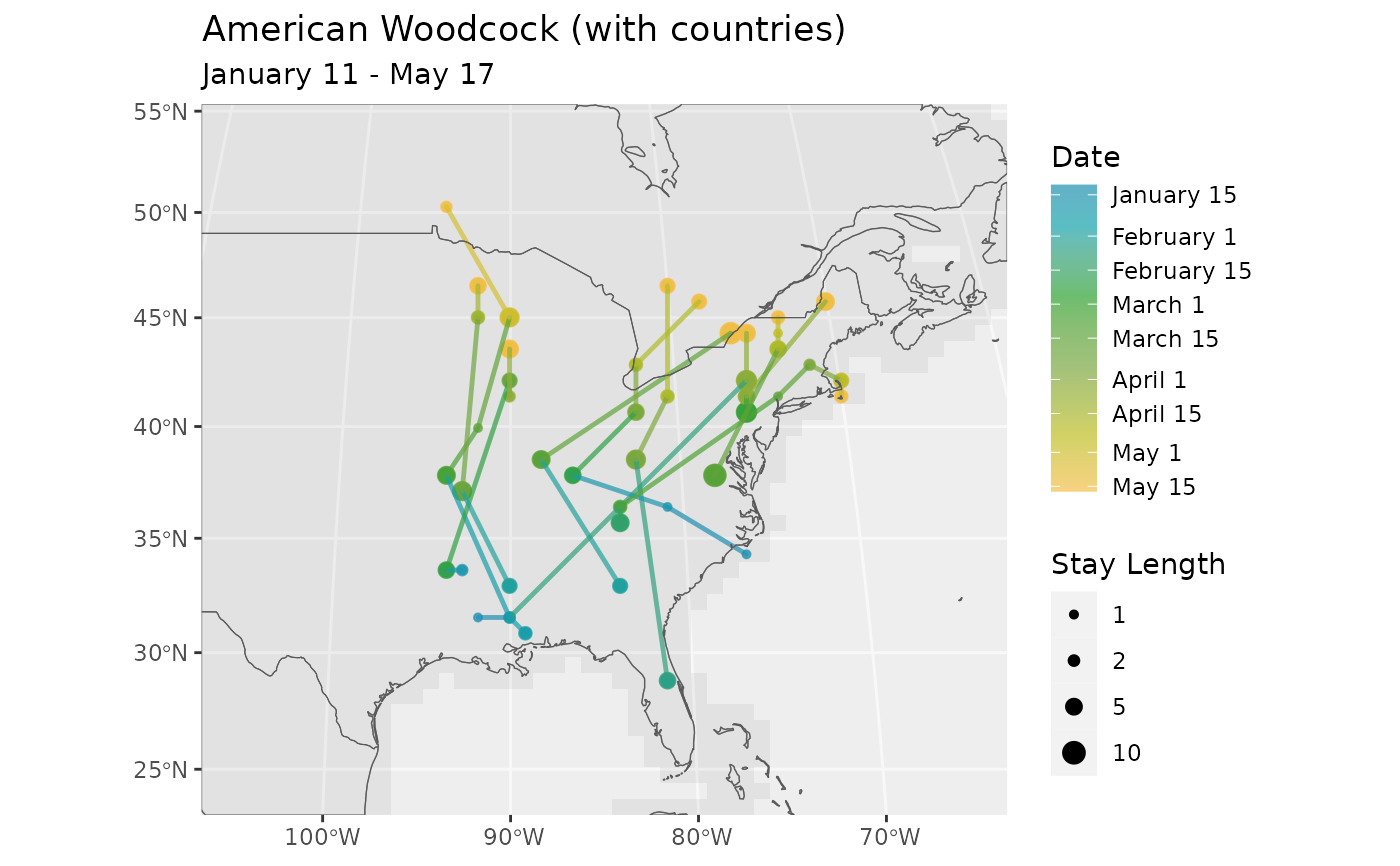 American Woodcock (with countries)
January 11 - May 17
55°N
50°N
45°N
40°N
35°N
30°N
25°N
100°W
90°W
80°W
70°W
Date
January 15
February 1
February 15
March 1
March 15
April 1
April 15
May 1
May 15
Stay Length
1
2
5
10